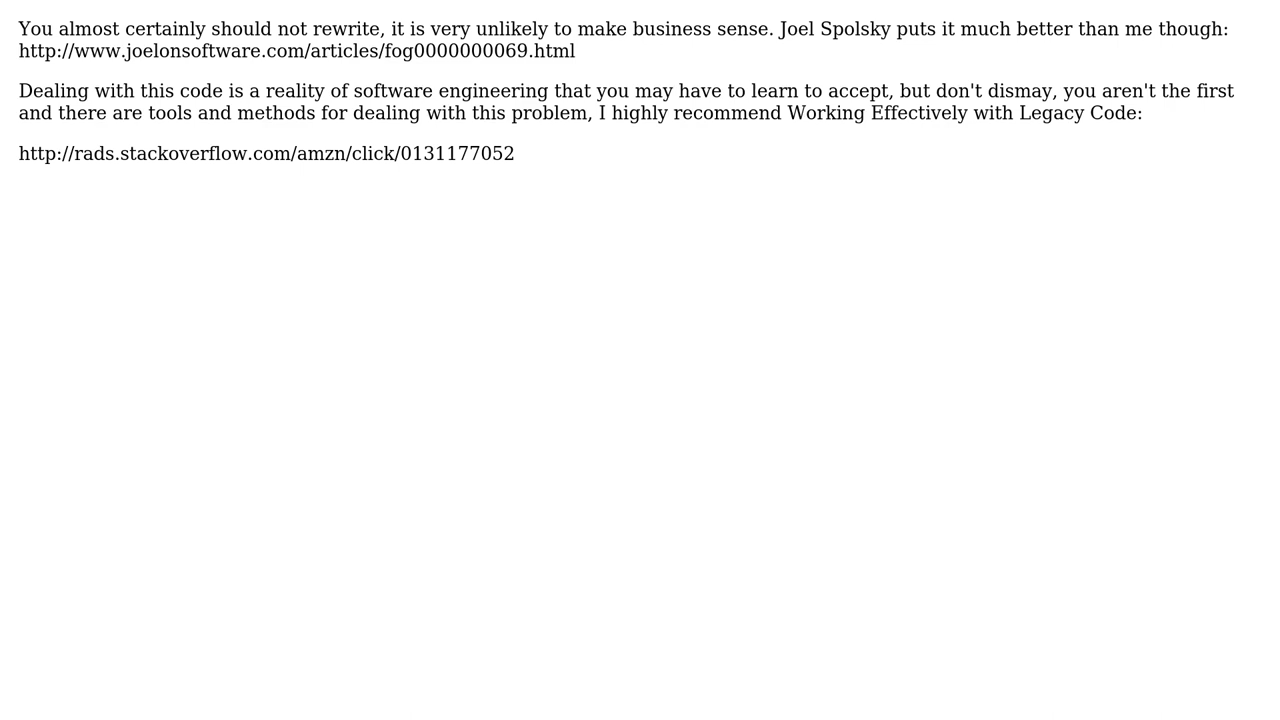 You almost certainly should not rewrite, it is very unlikely to make business sense. Joel Spolsky puts it much better than me though:
http://www.joelonsoftware.com/articles/fog0000000069.html
Dealing with this code is a reality of software engineering that you may have to learn to accept, but don't dismay, you aren't the first
and there are tools and methods for dealing with this problem, I highly recommend Working Effectively with Legacy Code:
http://rads.stackoverflow.com/amzn/click/0131177052